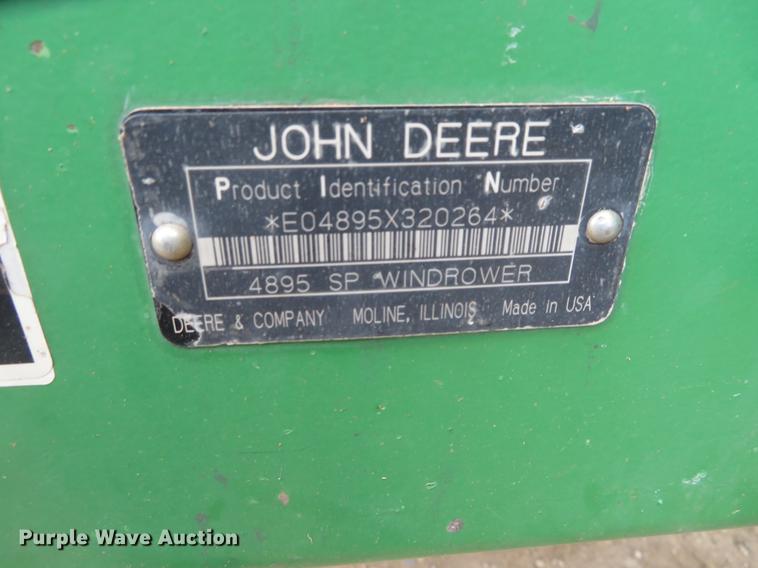 JOHN DEERE
Product Identification Number
*E04895X320264*
4895 SP WINDROWER
DEERE & COMPANY MOLINE, ILLINOIS Made in USA
Purple Wave Auction